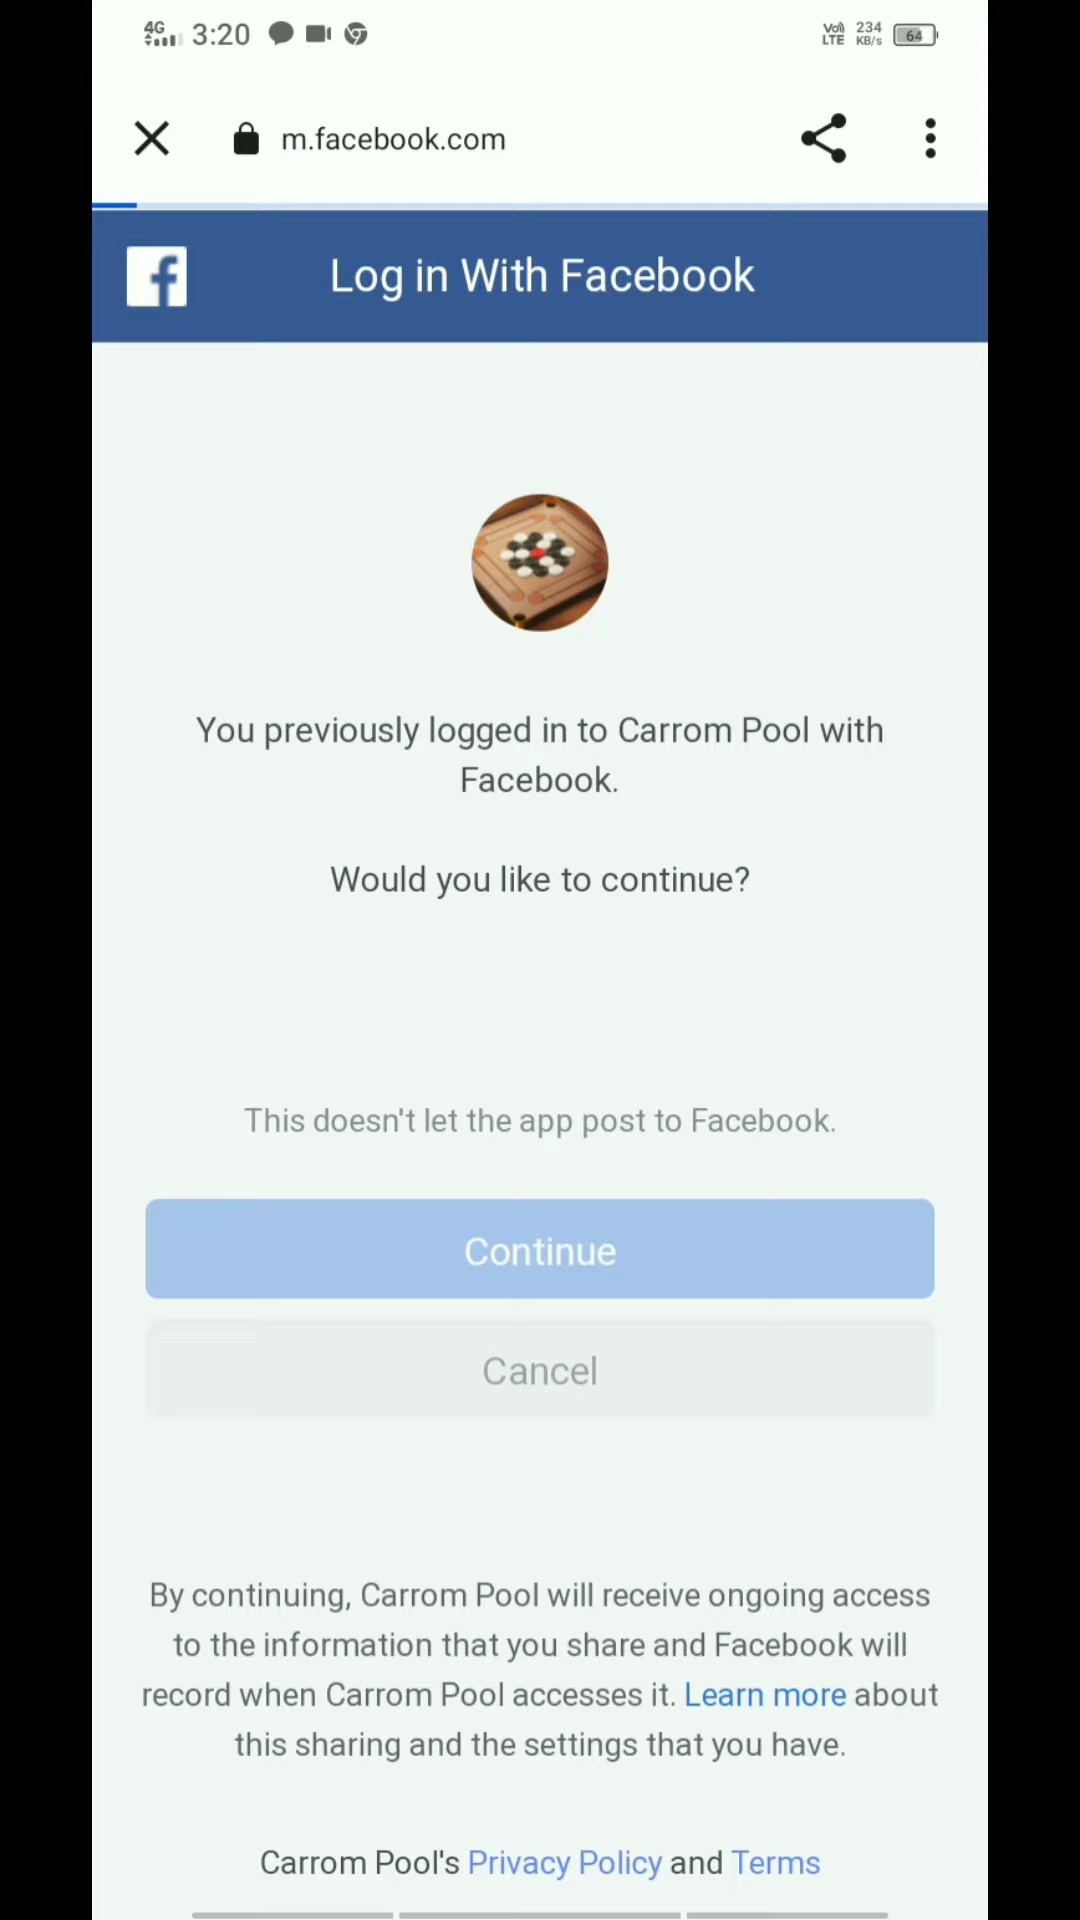 4G 3:20 Vo)) LTE 234 KB/s 64
m.facebook.com
f Log in With Facebook
You previously logged in to Carrom Pool with
Facebook.
Would you like to continue?
This doesn't let the app post to Facebook.
Continue
Cancel
By continuing, Carrom Pool will receive ongoing access
to the information that you share and Facebook will
record when Carrom Pool accesses it. Learn more about
this sharing and the settings that you have.
Carrom Pool's Privacy Policy and Terms